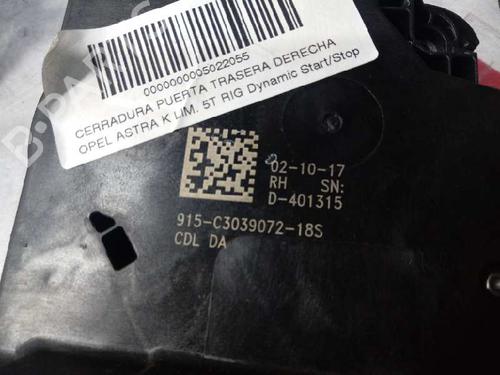 0000000005022055
CERRADURA PUERTA TRASERA DERECHA
OPEL ASTRA K LIM. 5T RIG Dynamic Start/Stop
02-10-17
RH SN:
D-401315
915-C3039072-18S
CDL DA
B-PARTS